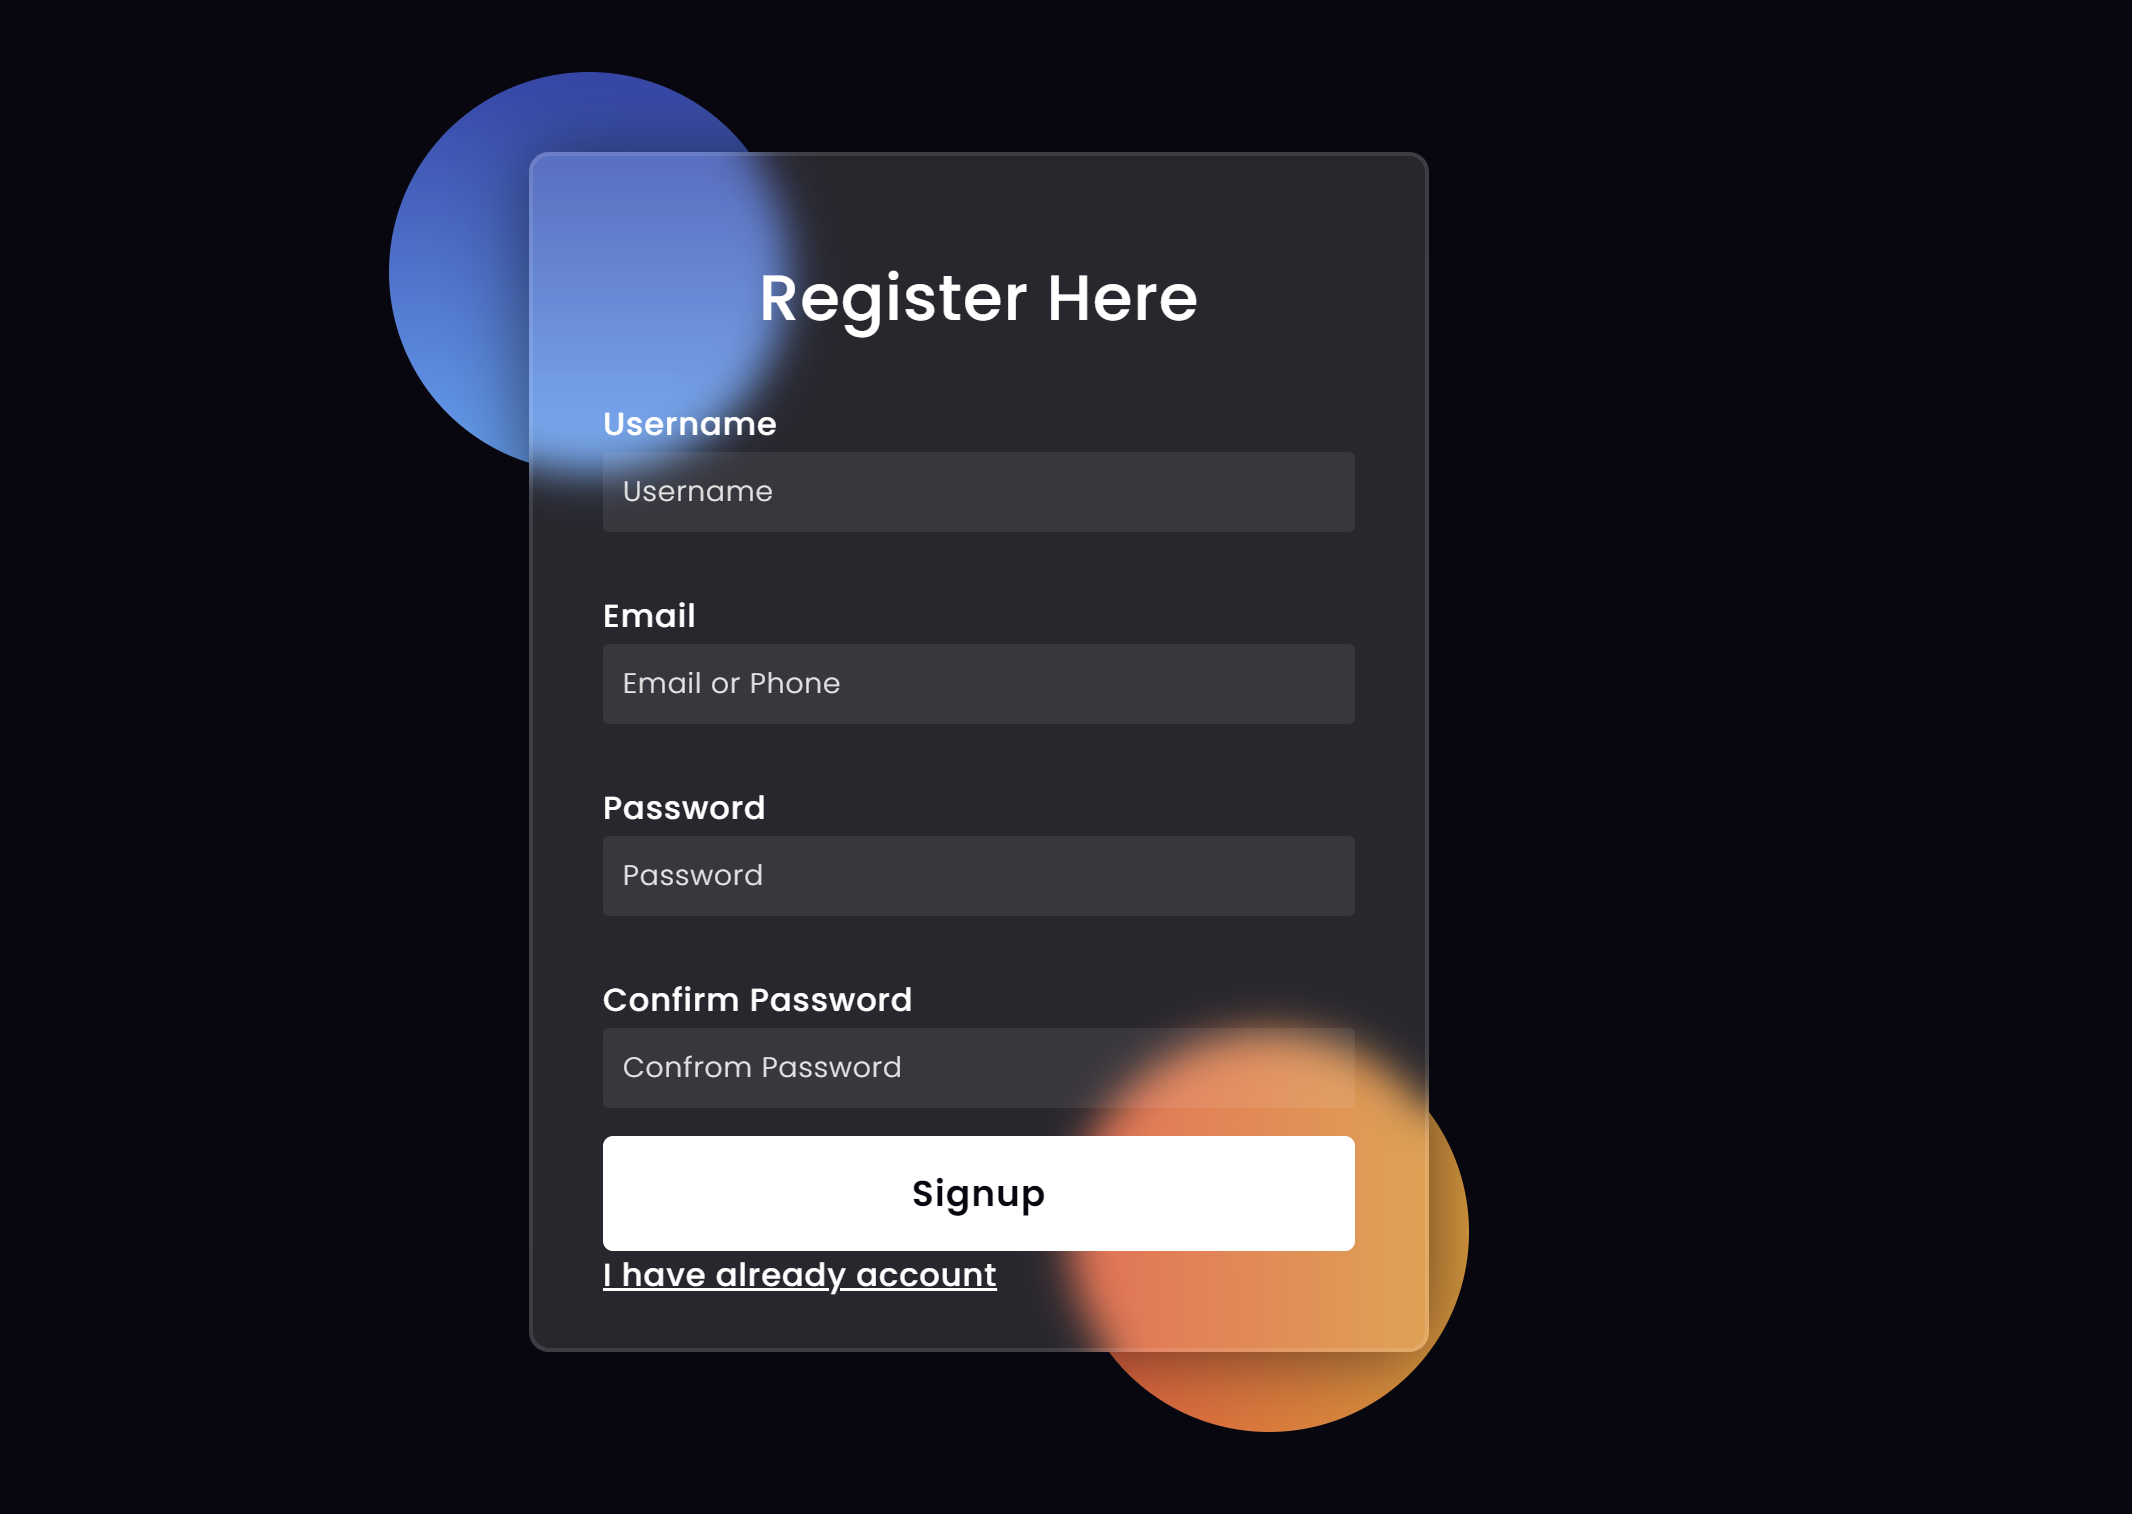 Register Here
Username
Username
Email
Email or Phone
Password
Password
Confirm Password
Confrom Password
Signup
I have already account